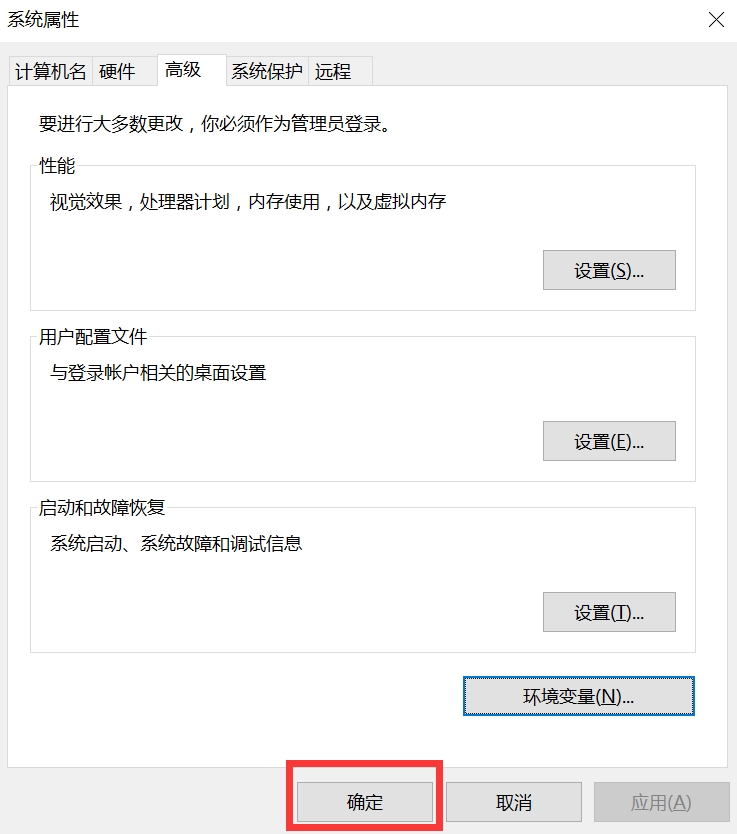 系统属性
计算机名 硬件 高级 系统保护 远程
要进行大多数更改，你必须作为管理员登录。
性能
视觉效果，处理器计划，内存使用，以及虚拟内存
设置(S)...
用户配置文件
与登录帐户相关的桌面设置
设置(E)...
启动和故障恢复
系统启动、系统故障和调试信息
设置(T)...
环境变量(N)...
确定 取消 应用(A)